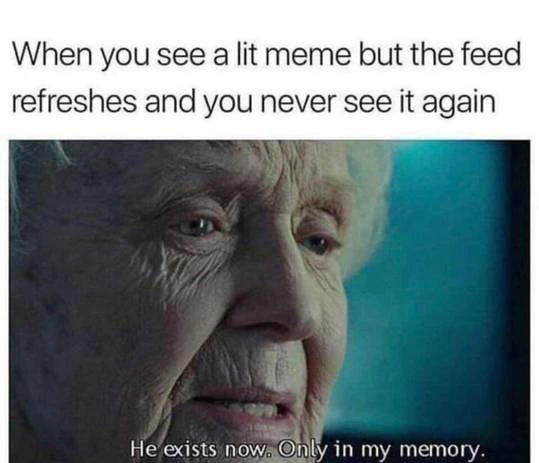 When you see a lit meme but the feed
refreshes and you never see it again
He exists now. Only in my memory.